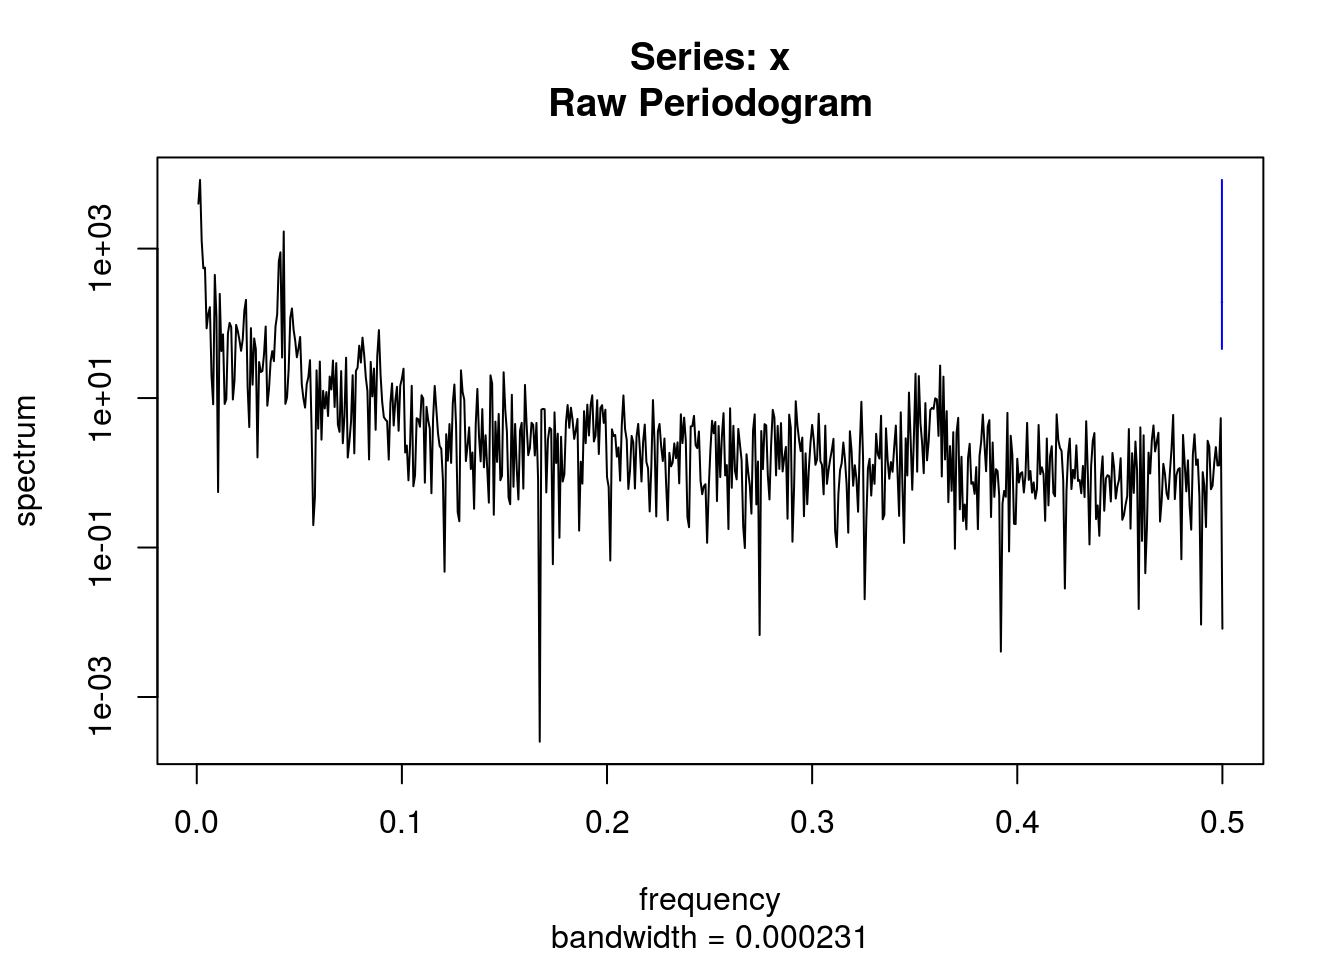 Series: x
Raw Periodogram
spectrum
1e+03
1e+01
1e-01
1e-03
0.0 0.1 0.2 0.3 0.4 0.5
frequency
bandwidth = 0.000231